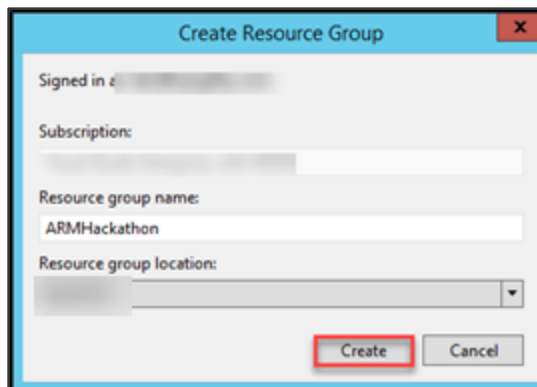 Create Resource Group
x
Signed in a
Subscription:
Resource group name:
ARMHackathon
Resource group location:
Create Cancel